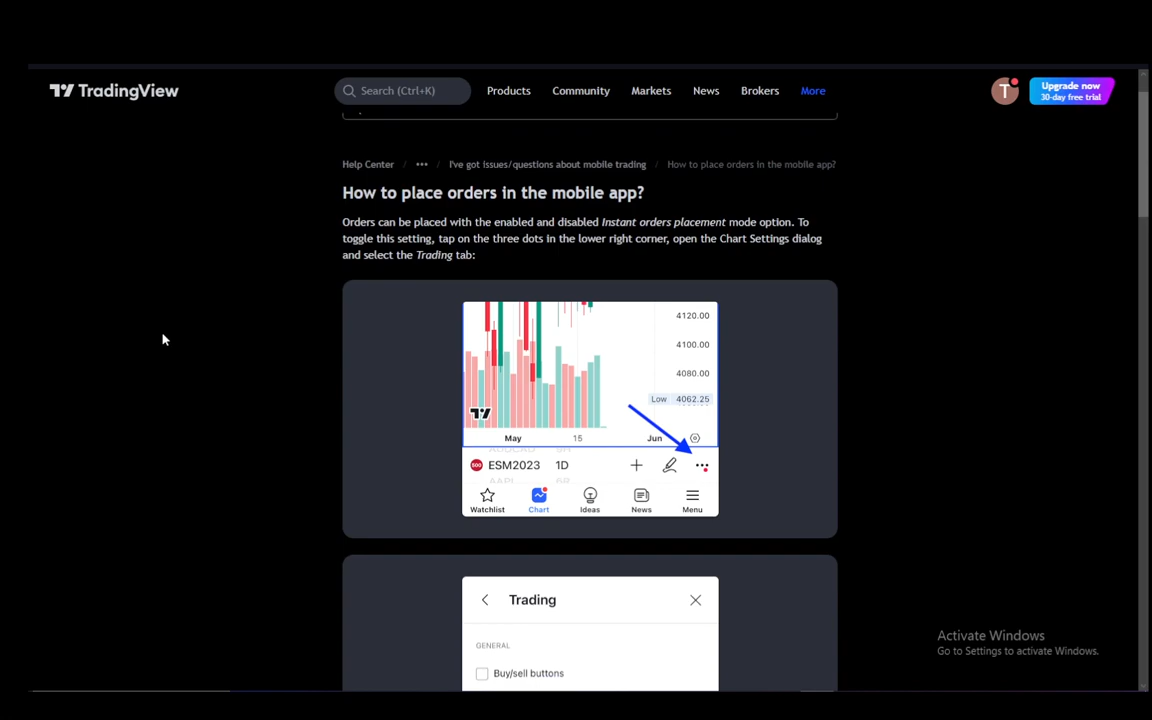 TradingView
Search (Ctrl+K)
Products
Community
Markets
News
Brokers
More
T
Upgrade now
30-day free trial
Help Center / ••• / I've got issues/questions about mobile trading / How to place orders in the mobile app?
How to place orders in the mobile app?
Orders can be placed with the enabled and disabled Instant orders placement mode option. To
toggle this setting, tap on the three dots in the lower right corner, open the Chart Settings dialog
and select the Trading tab:
4120.00
4100.00
4080.00
Low 4062.25
May 15 Jun
500 ESM2023 1D
Watchlist
Chart
Ideas
News
Menu
Trading
GENERAL
Buy/sell buttons
Activate Windows
Go to Settings to activate Windows.